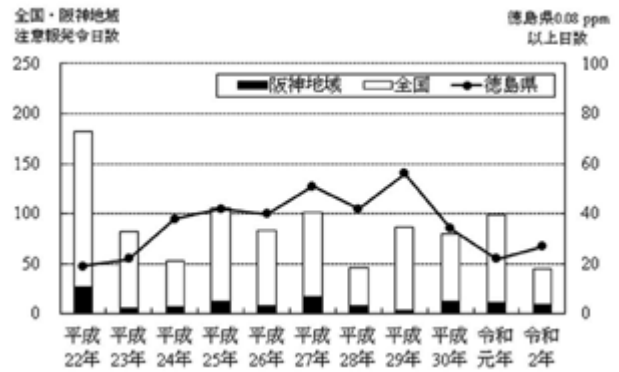 全国・阪神地域
注意報発令日数
徳島県0.08 ppm
以上日数
250 100
阪神地域 全国 徳島県
200 80
150 60
100 40
50 20
0 0
平成 平成 平成 平成 平成 平成 平成 平成 平成 令和 令和
22年 23年 24年 25年 26年 27年 28年 29年 30年 元年 2年